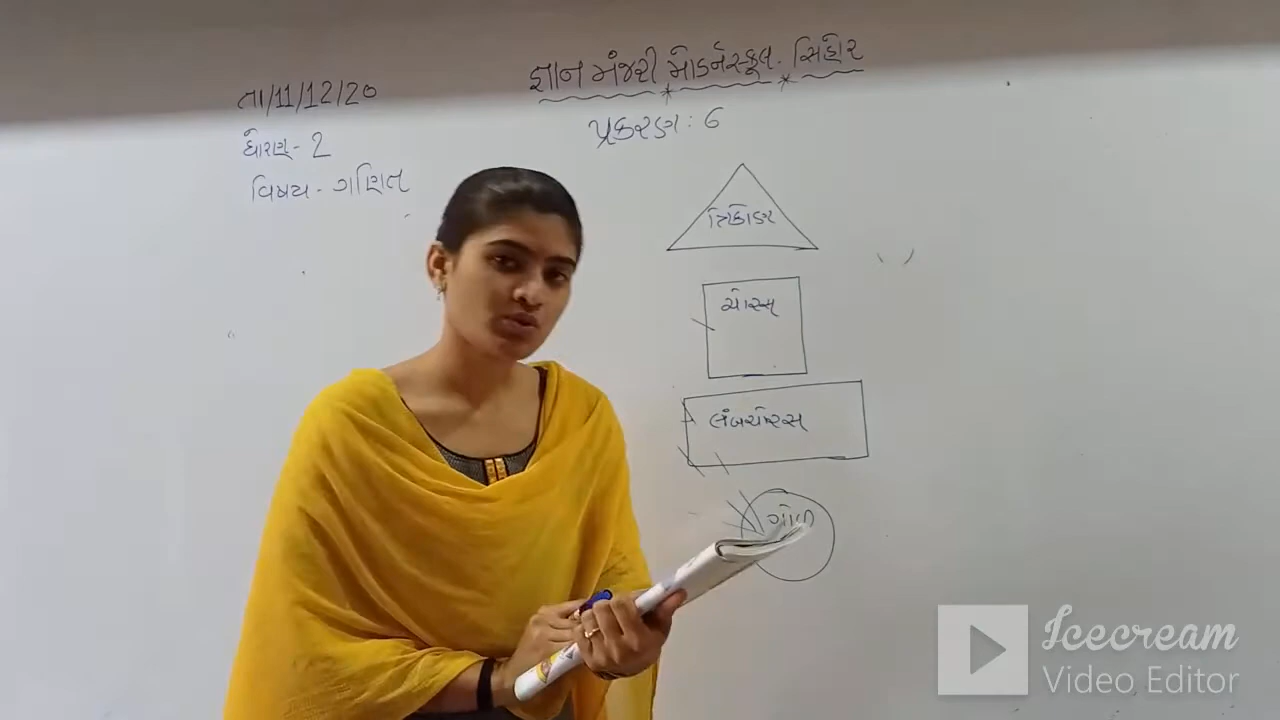 જ્ઞાન મંજરી મોડર્ન સ્કૂલ. સિહોર
તા/11/12/20
ધોરણ - 2
વિષય - ગણિત
પ્રકરણ : 6
ત્રિકોણ
ચોરસ
લંબચોરસ
ગોળ
Icecream
Video Editor